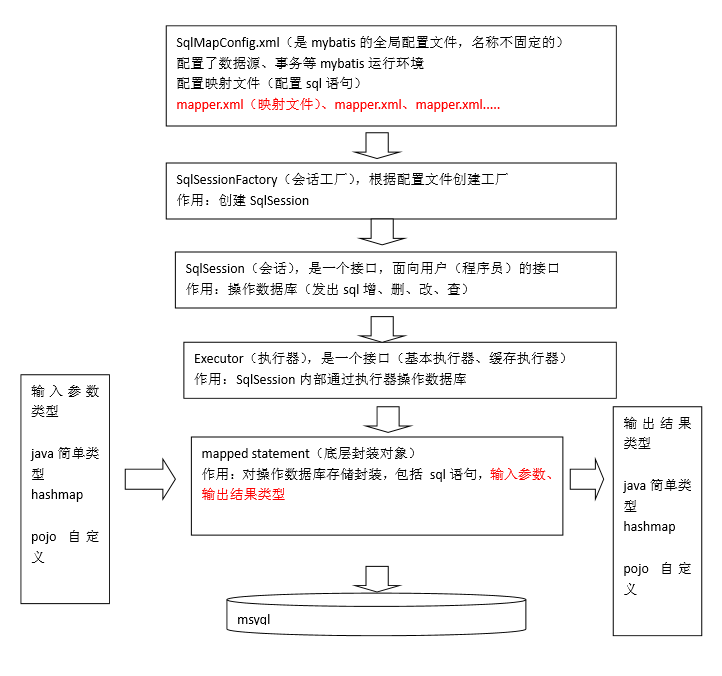 SqlMapConfig.xml（是 mybatis 的全局配置文件，名称不固定的）
配置了数据源、事务等 mybatis 运行环境
配置映射文件（配置 sql 语句）
mapper.xml（映射文件）、mapper.xml、mapper.xml.....
SqlSessionFactory（会话工厂），根据配置文件创建工厂
作用：创建 SqlSession
SqlSession（会话），是一个接口，面向用户（程序员）的接口
作用：操作数据库（发出 sql 增、删、改、查）
Executor（执行器），是一个接口（基本执行器、缓存执行器）
作用：SqlSession 内部通过执行器操作数据库
输入参数
类型
java 简单类
型
hashmap
pojo 自定
义
mapped statement（底层封装对象）
作用：对操作数据库存储封装，包括 sql 语句，输入参数、
输出结果类型
输出结果
类型
java 简单类
型
hashmap
pojo 自定
义
msyql